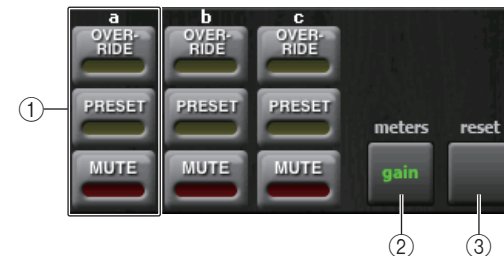 a b c
OVER-
RIDE OVER-
RIDE OVER-
RIDE
① PRESET PRESET PRESET
meters reset
MUTE MUTE MUTE gain
② ③